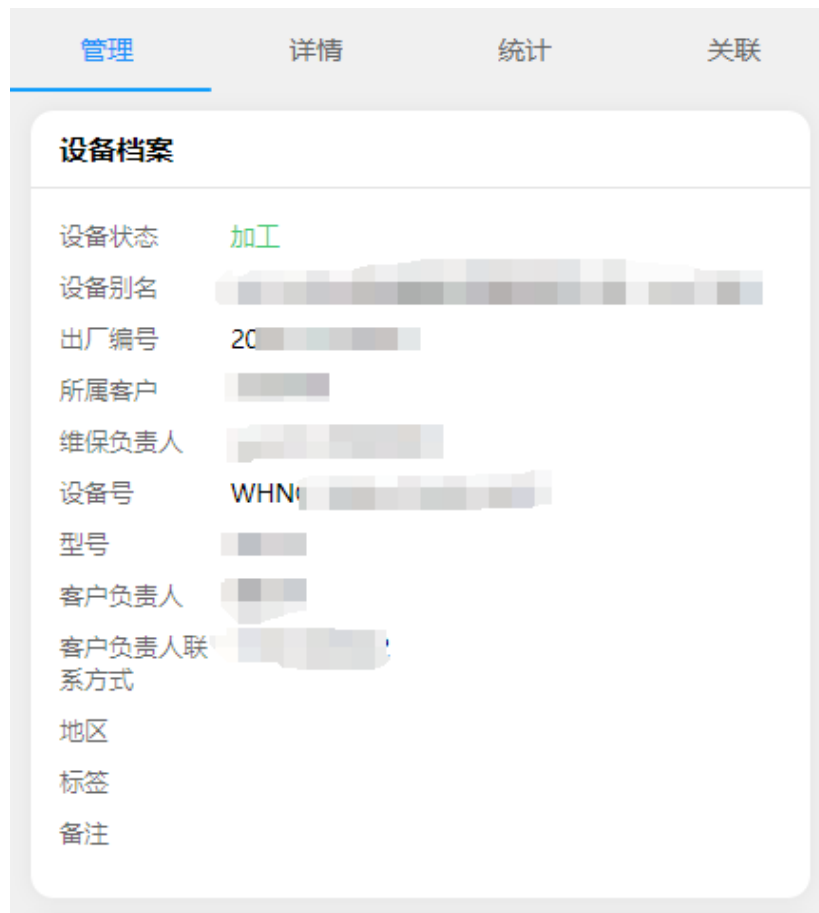 管理 详情 统计 关联
设备档案
设备状态 加工
设备别名
出厂编号 20
所属客户
维保负责人
设备号 WHN
型号
客户负责人
客户负责人联
系方式
地区
标签
备注